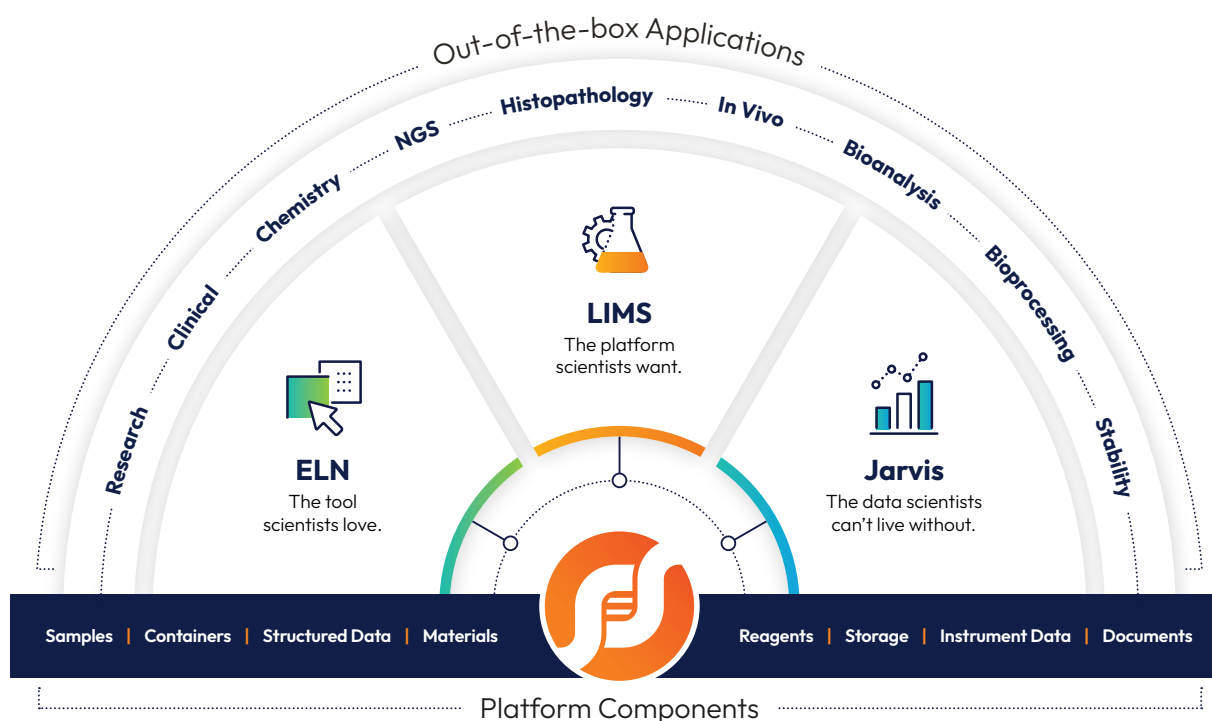 Out-of-the-box Applications
Research
Clinical
Chemistry
NGS
Histopathology
In Vivo
Bioanalysis
Bioprocessing
Stability
ELN
The tool
scientists love.
LIMS
The platform
scientists want.
Jarvis
The data scientists
can't live without.
Samples | Containers | Structured Data | Materials
Reagents | Storage | Instrument Data | Documents
Platform Components